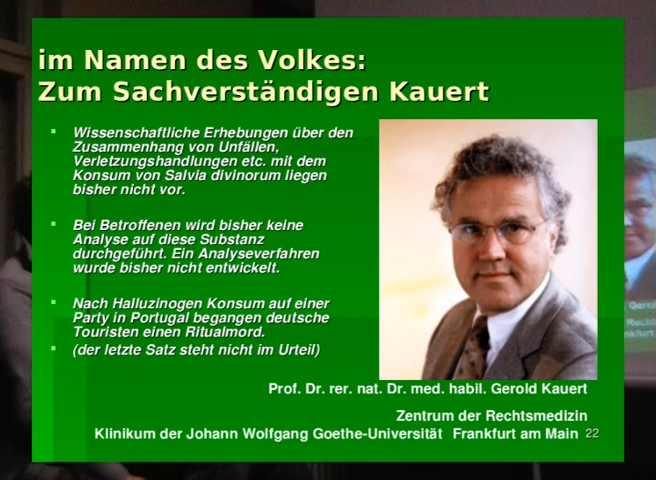 im Namen des Volkes:
Zum Sachverständigen Kauert
Wissenschaftliche Erhebungen über den
Zusammenhang von Unfällen,
Verletzungshandlungen etc. mit dem
Konsum von Salvia divinorum liegen
bisher nicht vor.
Bei Betroffenen wird bisher keine
Analyse auf diese Substanz
durchgeführt. Ein Analyseverfahren
wurde bisher nicht entwickelt.
Nach Halluzinogen Konsum auf einer
Party in Portugal begangen deutsche
Touristen einen Ritualmord.
(der letzte Satz steht nicht im Urteil)
Prof. Dr. rer. nat. Dr. med. habil. Gerold Kauert
Zentrum der Rechtsmedizin
Klinikum der Johann Wolfgang Goethe-Universität Frankfurt am Main 22